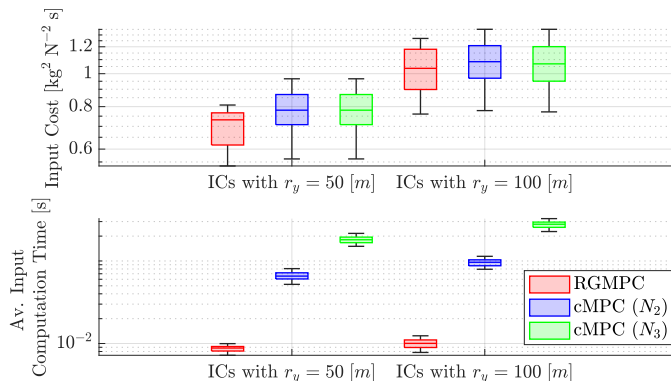 Input Cost [kg² N⁻² s]
1.2
1
0.8
0.6
ICs with r_y = 50 [m]
ICs with r_y = 100 [m]
Av. Input
Computation Time [s]
10⁻²
RGMPC
cMPC (N₂)
cMPC (N₃)
ICs with r_y = 50 [m]
ICs with r_y = 100 [m]